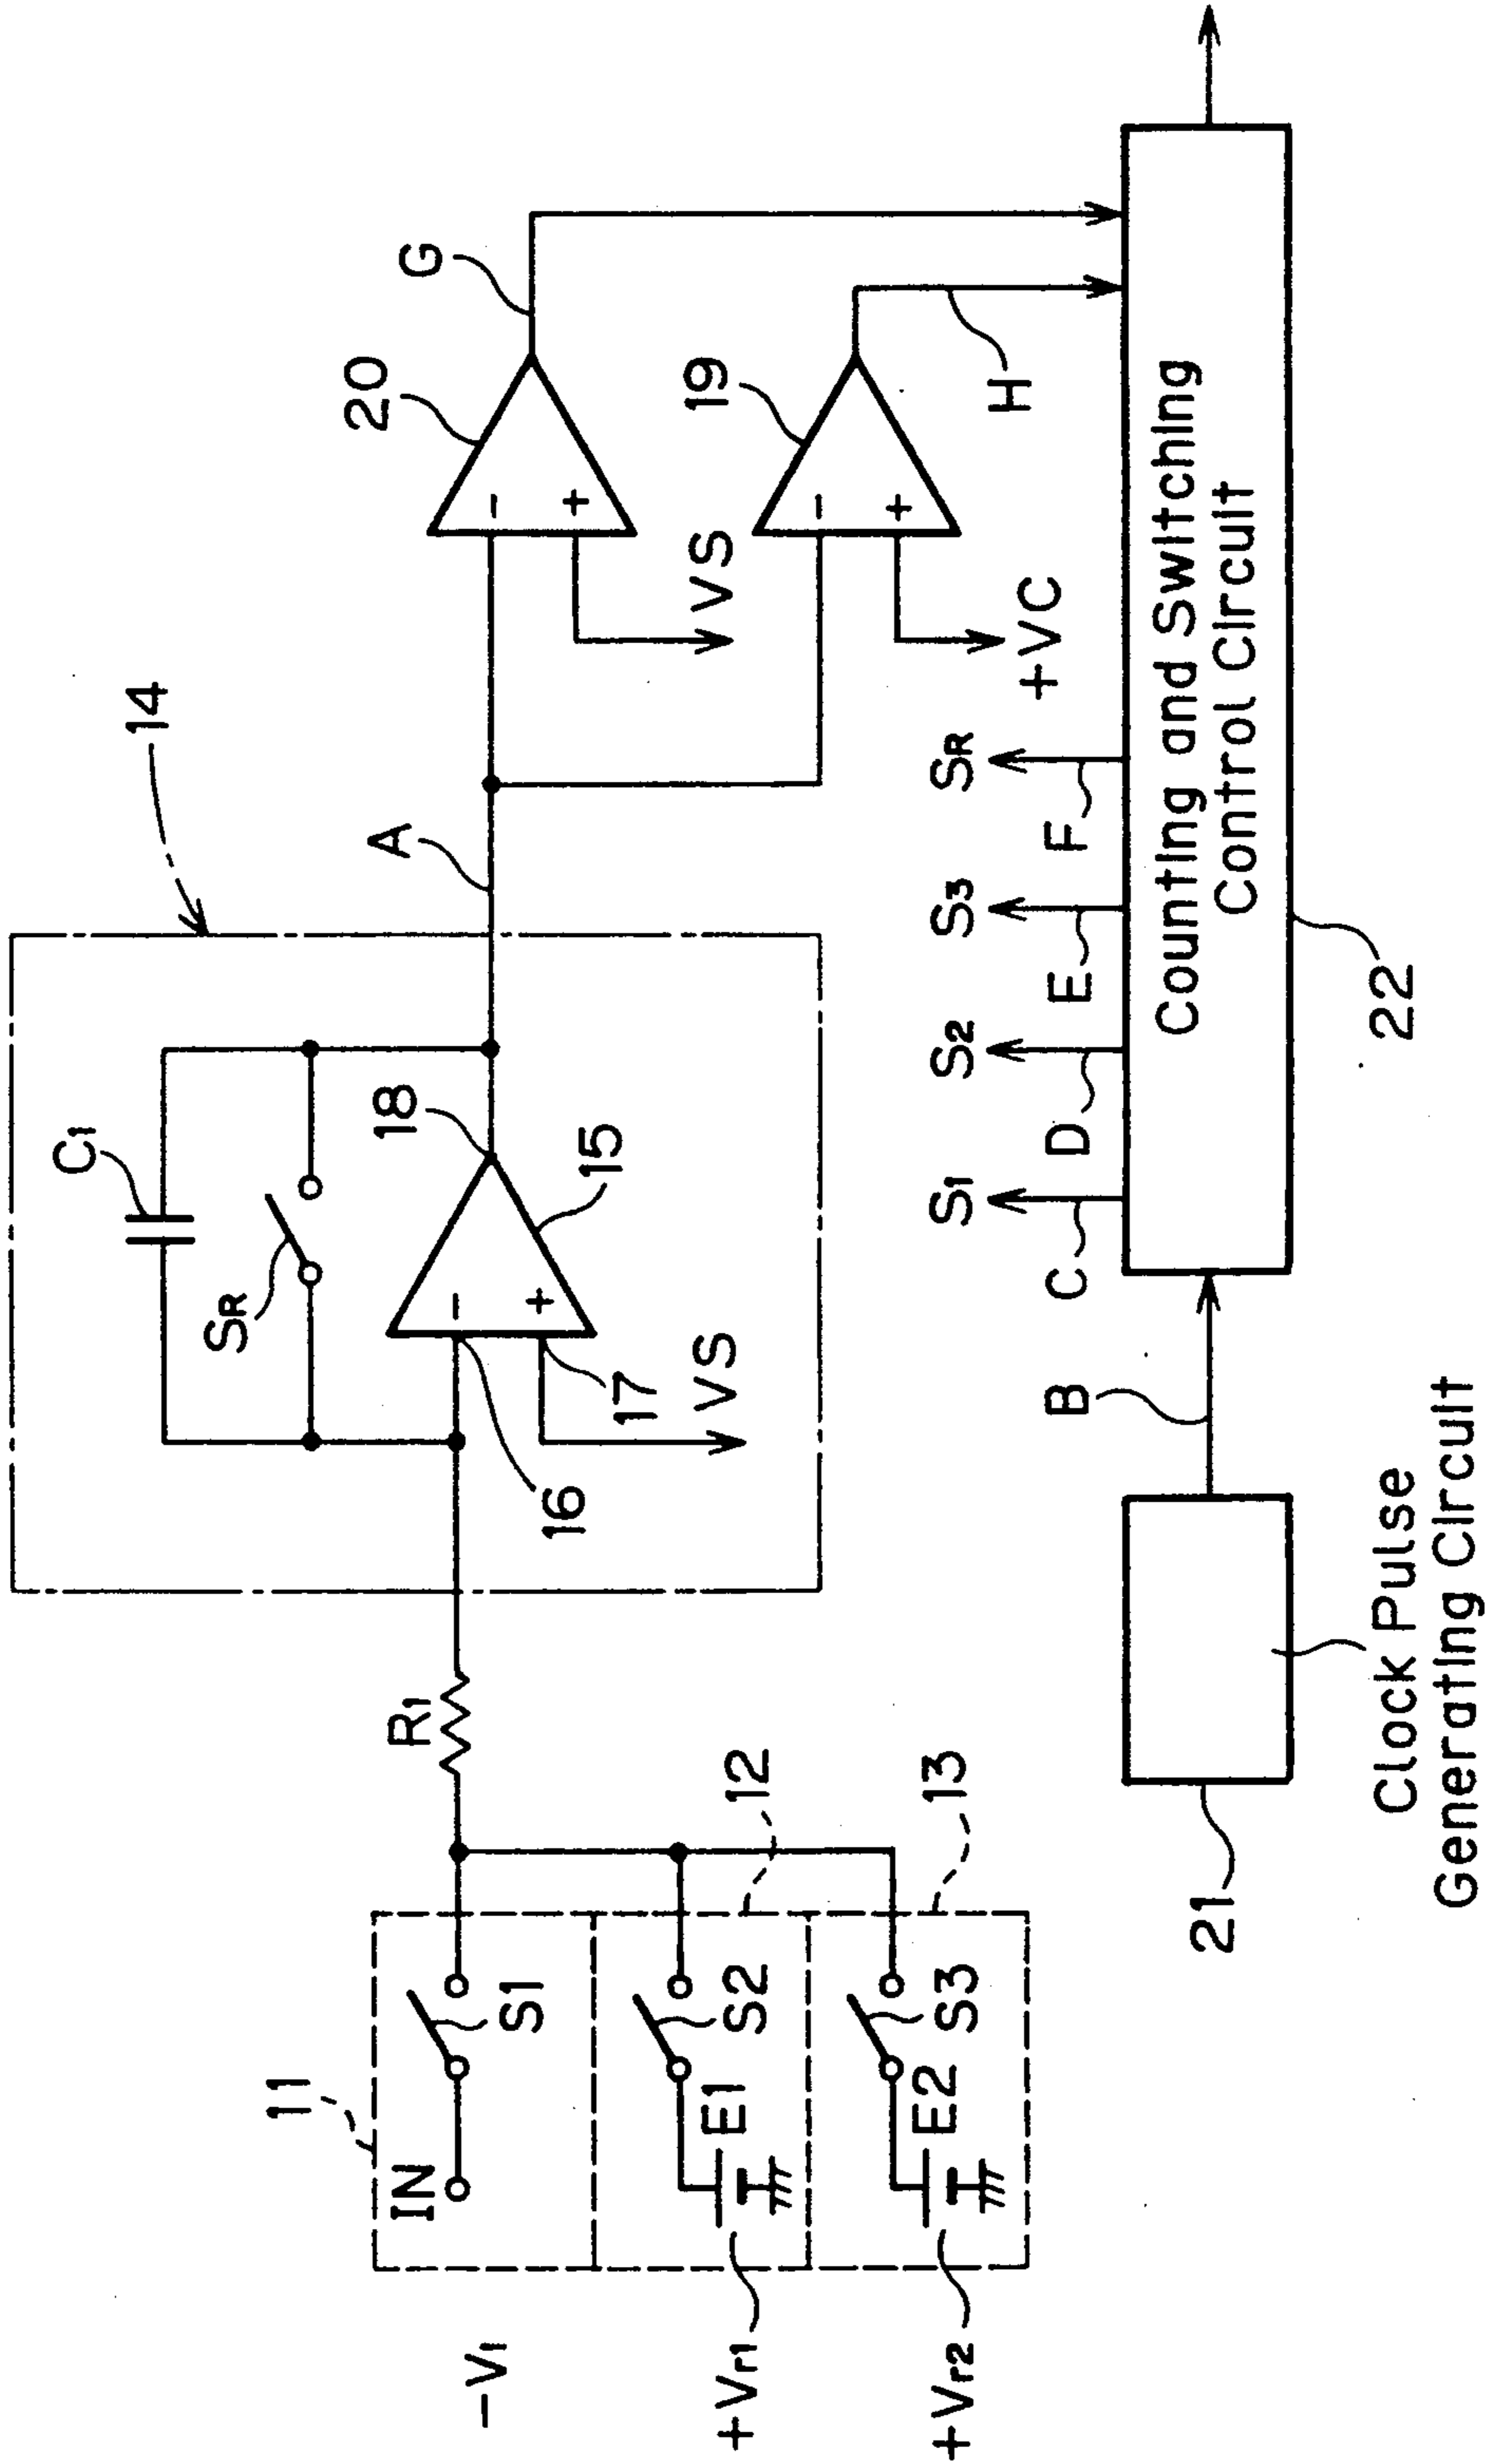 14
C1
SR
18
15
16
17
VS
A
20
G
VS
19
H
+VC
R1
11
IN
S1
-V1
12
E1
S2
+Vr1
13
E2
S3
+Vr2
S1
S2
S3
SR
C
D
E
F
Counting and Switching
Control Circuit
22
B
21
Clock Pulse
Generating Circuit